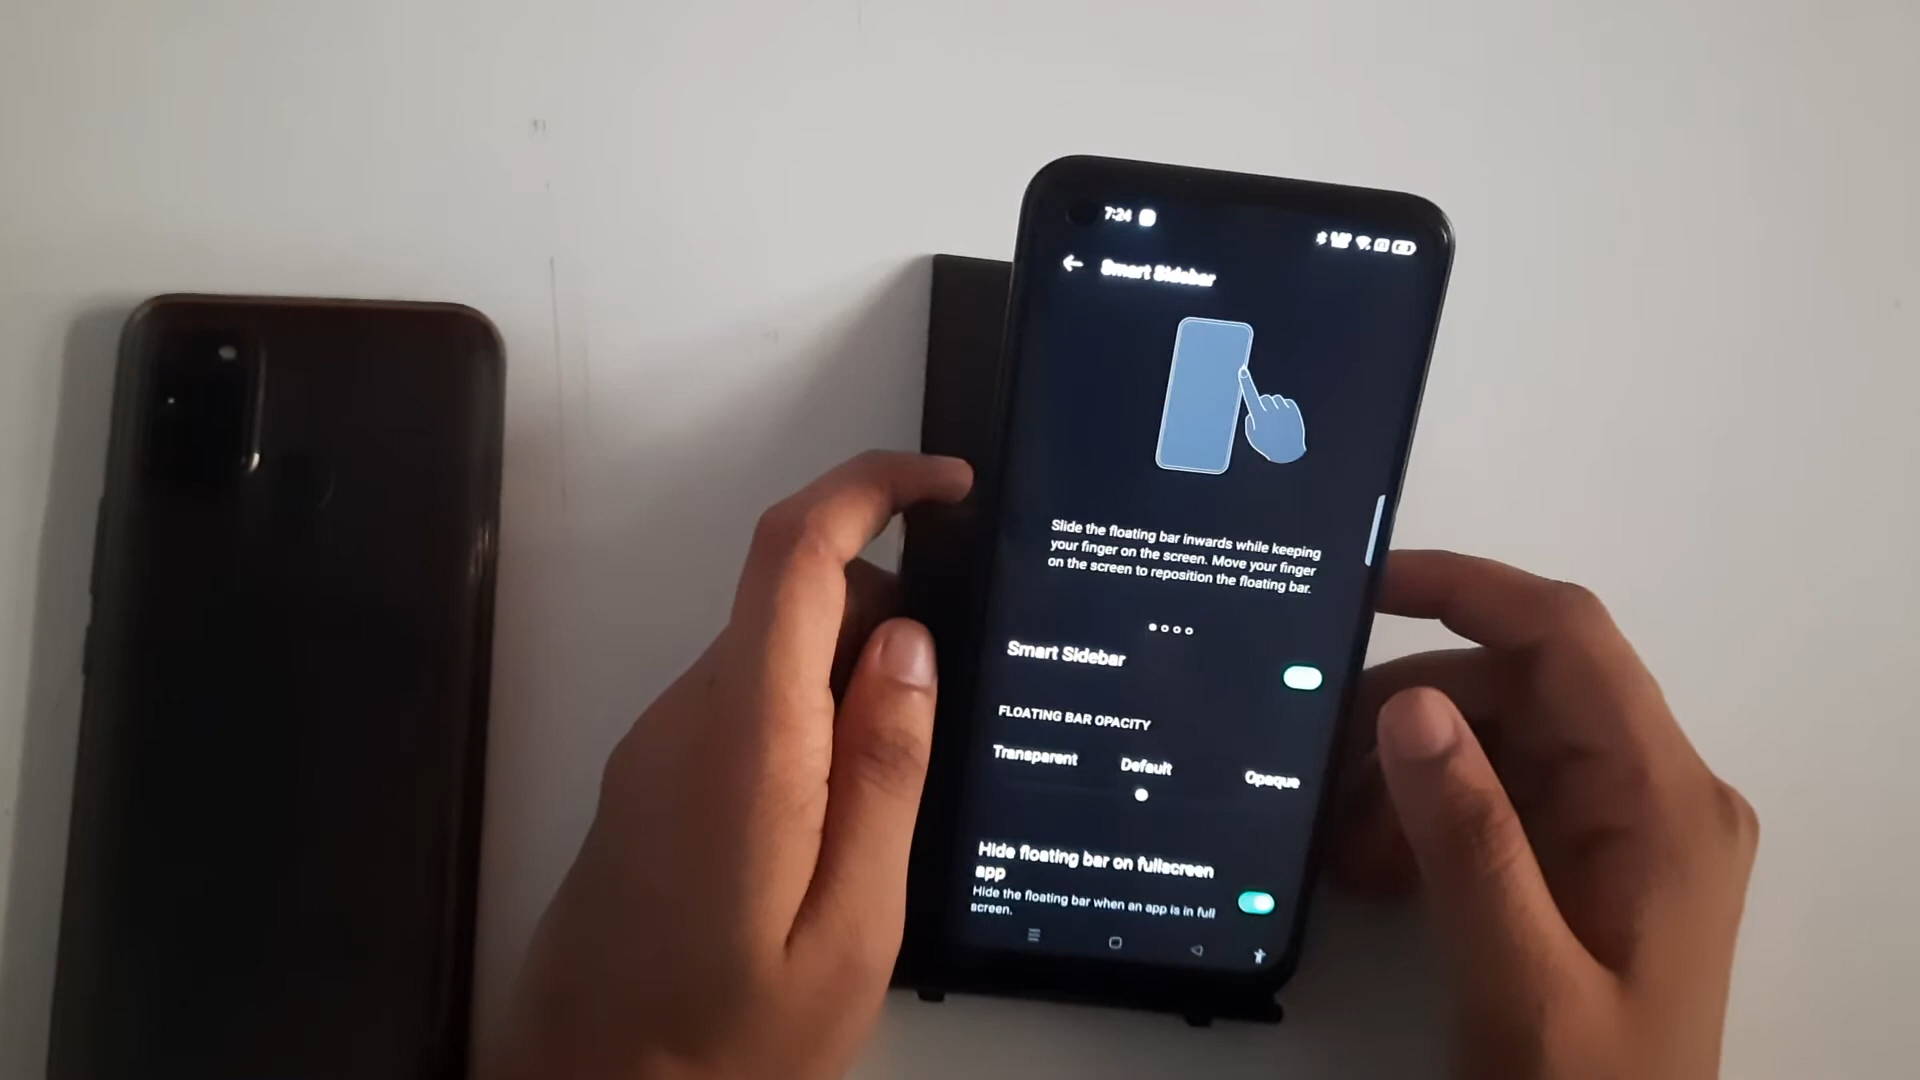 7:24
Smart Sidebar
Slide the floating bar inwards while keeping
your finger on the screen. Move your finger
on the screen to reposition the floating bar.
Smart Sidebar
FLOATING BAR OPACITY
Transparent Default Opaque
Hide floating bar on fullscreen
app
Hide the floating bar when an app is in full
screen.